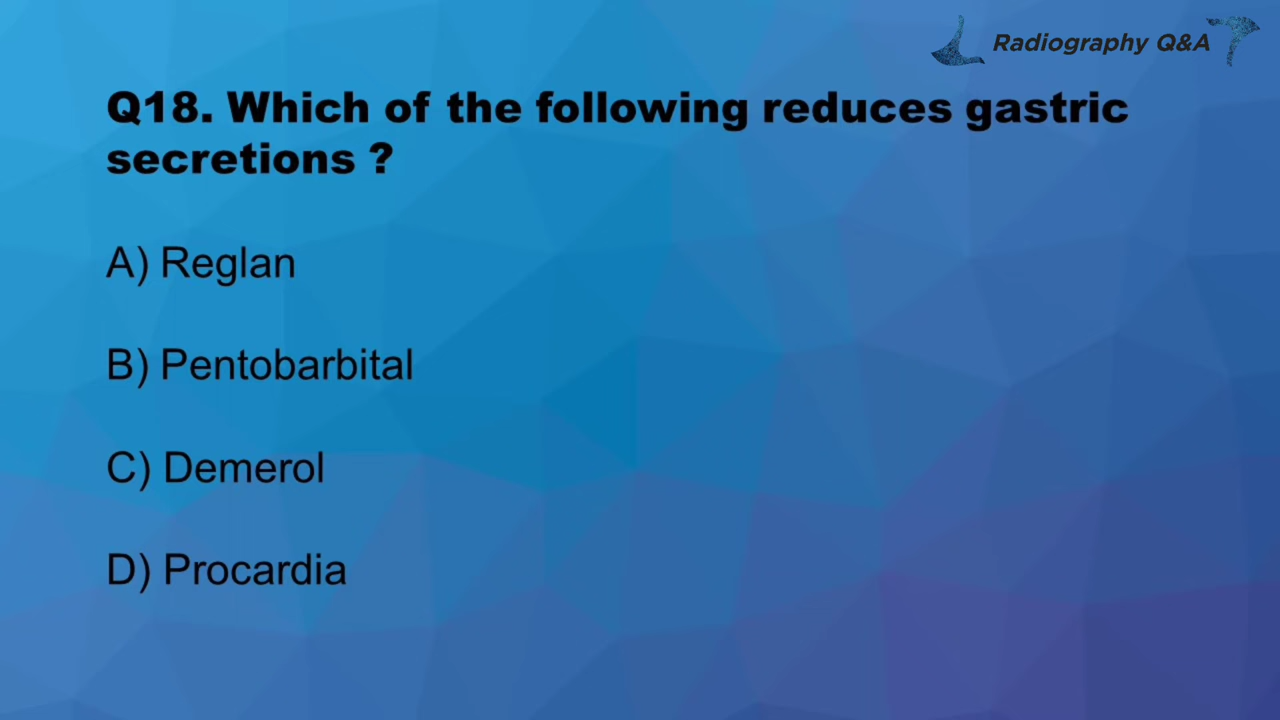 Radiography Q&A
Q18. Which of the following reduces gastric
secretions ?
A) Reglan
B) Pentobarbital
C) Demerol
D) Procardia